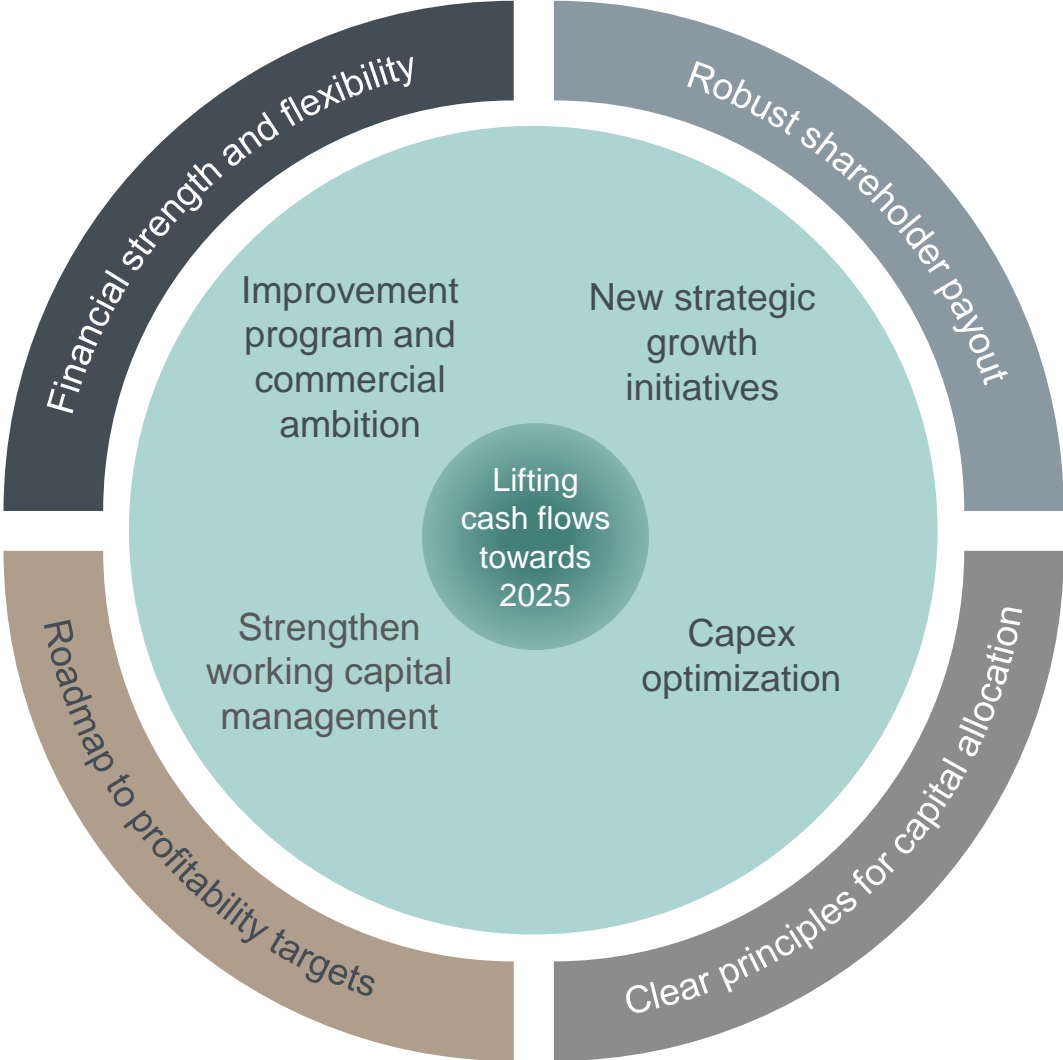 Financial strength and flexibility
Robust shareholder payout
Improvement
program and
commercial
ambition
New strategic
growth
initiatives
Lifting
cash flows
towards
2025
Strengthen
working capital
management
Capex
optimization
Roadmap to profitability targets
Clear principles for capital allocation